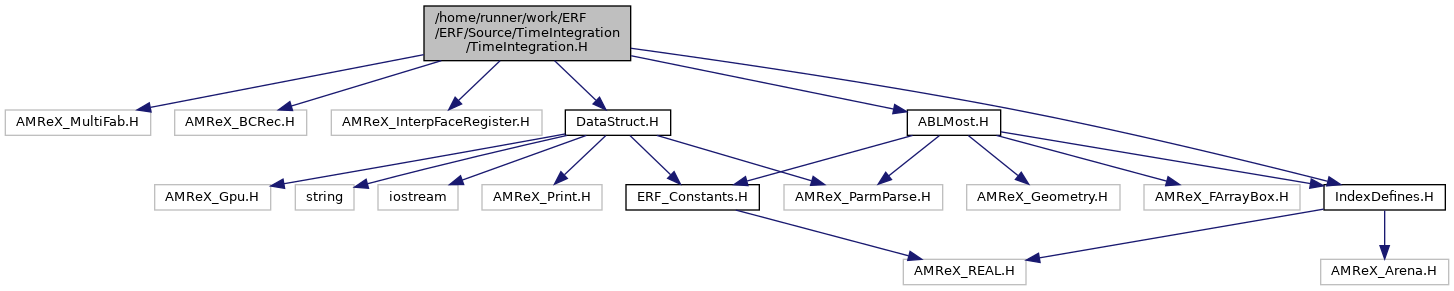 /home/runner/work/ERF
/ERF/Source/TimeIntegration
/TimeIntegration.H
AMReX_MultiFab.H
AMReX_BCRec.H
AMReX_InterpFaceRegister.H
DataStruct.H
ABLMost.H
AMReX_Gpu.H
string
iostream
AMReX_Print.H
ERF_Constants.H
AMReX_ParmParse.H
AMReX_Geometry.H
AMReX_FArrayBox.H
IndexDefines.H
AMReX_REAL.H
AMReX_Arena.H